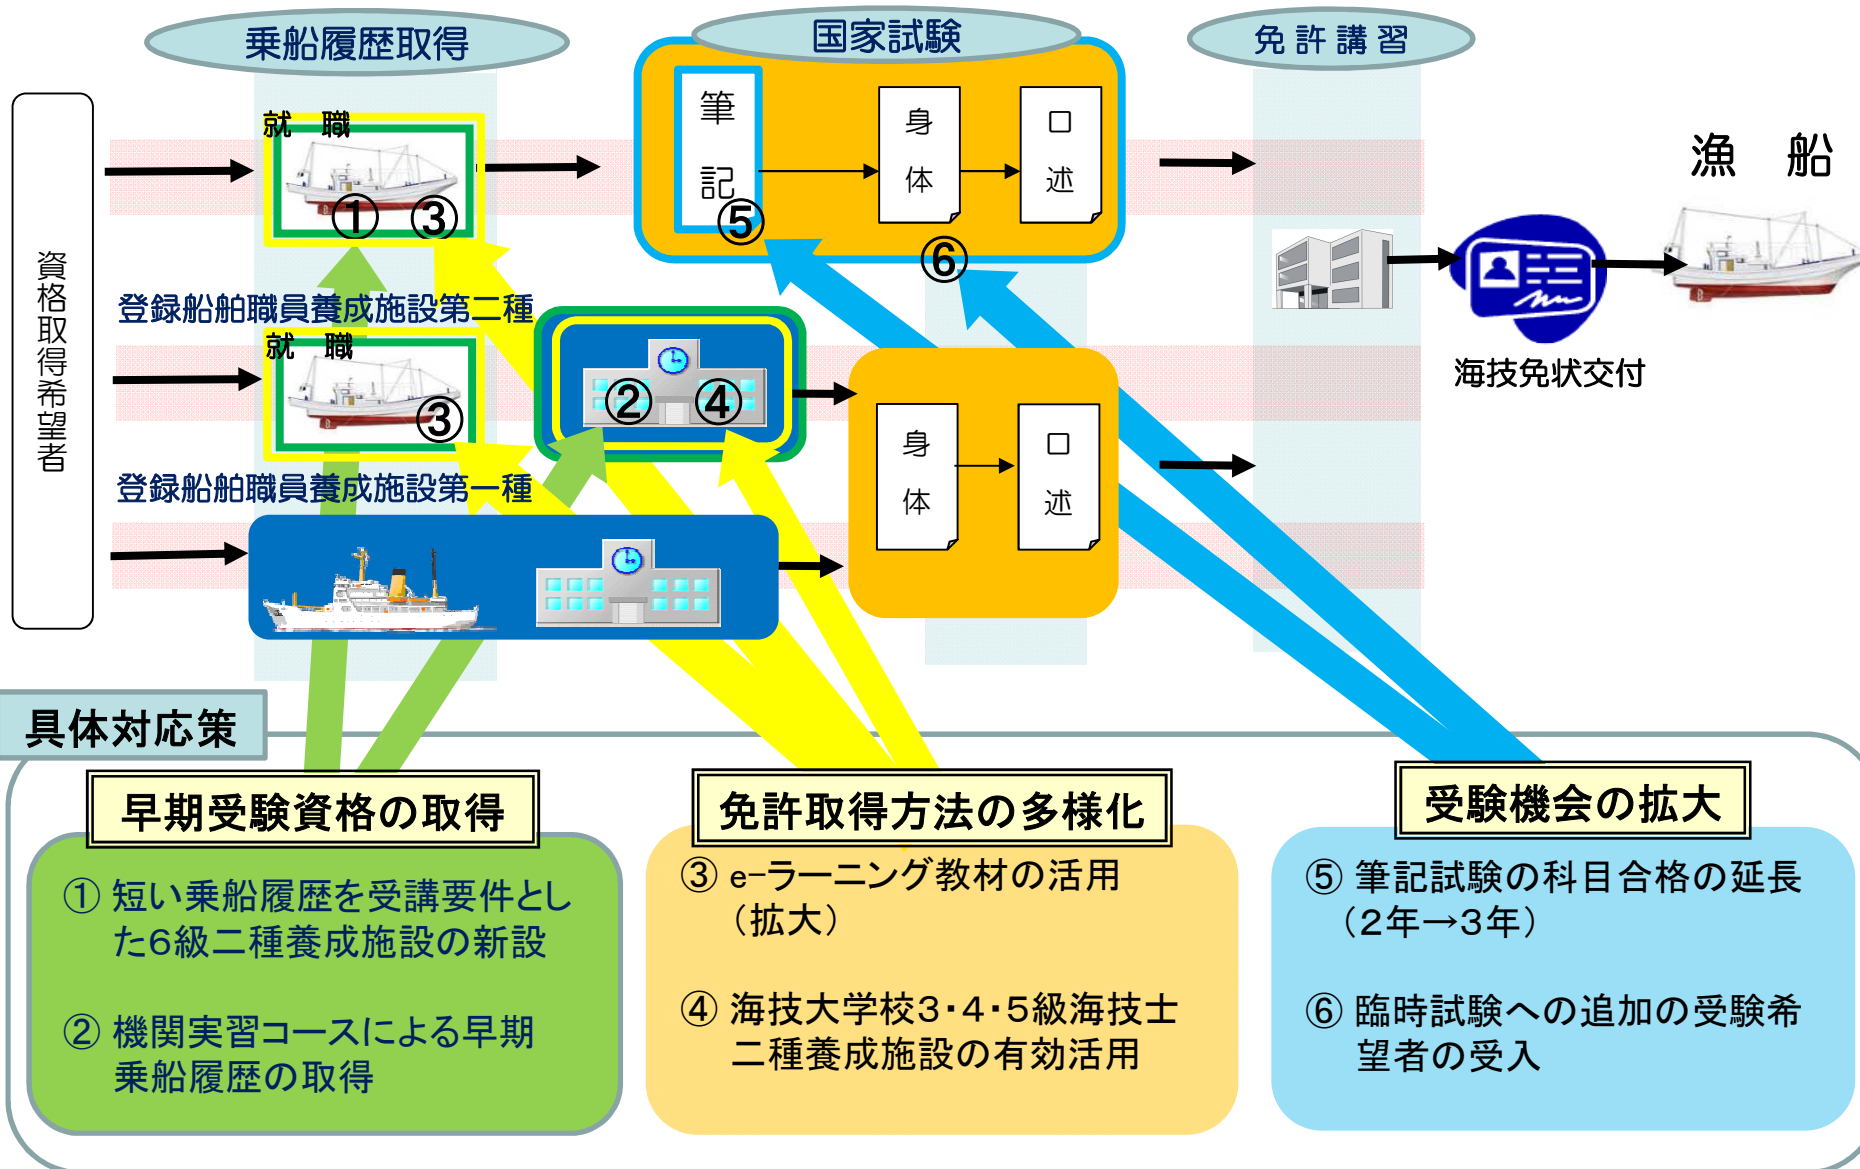 乗船履歴取得
国家試験
免許講習
資格取得希望者
就 職
① ③
筆記
⑤
身体
口述
⑥
漁 船
海技免状交付
登録船舶職員養成施設第二種
就 職
③
② ④
身体
口述
登録船舶職員養成施設第一種
具体対応策
早期受験資格の取得
① 短い乗船履歴を受講要件とし
た6級二種養成施設の新設
② 機関実習コースによる早期
乗船履歴の取得
免許取得方法の多様化
③ e-ラーニング教材の活用
（拡大）
④ 海技大学校3・4・5級海技士
二種養成施設の有効活用
受験機会の拡大
⑤ 筆記試験の科目合格の延長
（2年→3年）
⑥ 臨時試験への追加の受験希
望者の受入